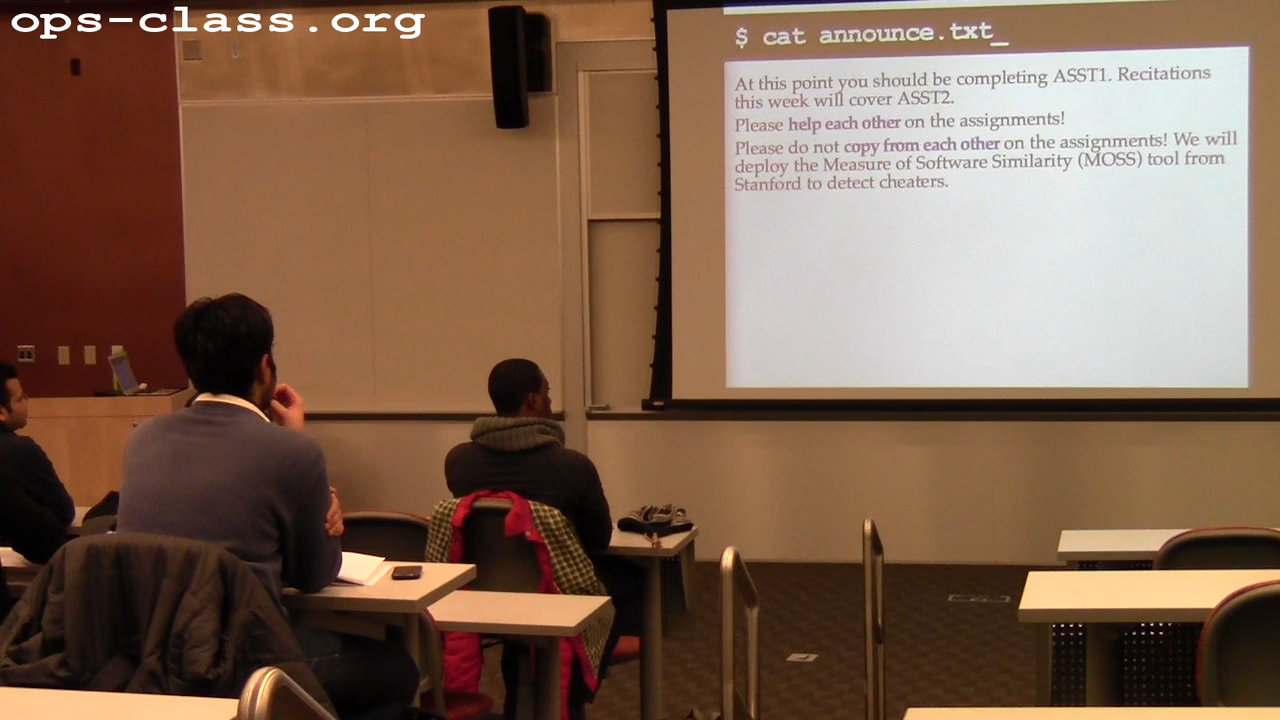 ops-class.org
$ cat announce.txt_
At this point you should be completing ASST1. Recitations
this week will cover ASST2.
Please help each other on the assignments!
Please do not copy from each other on the assignments! We will
deploy the Measure of Software Similarity (MOSS) tool from
Stanford to detect cheaters.